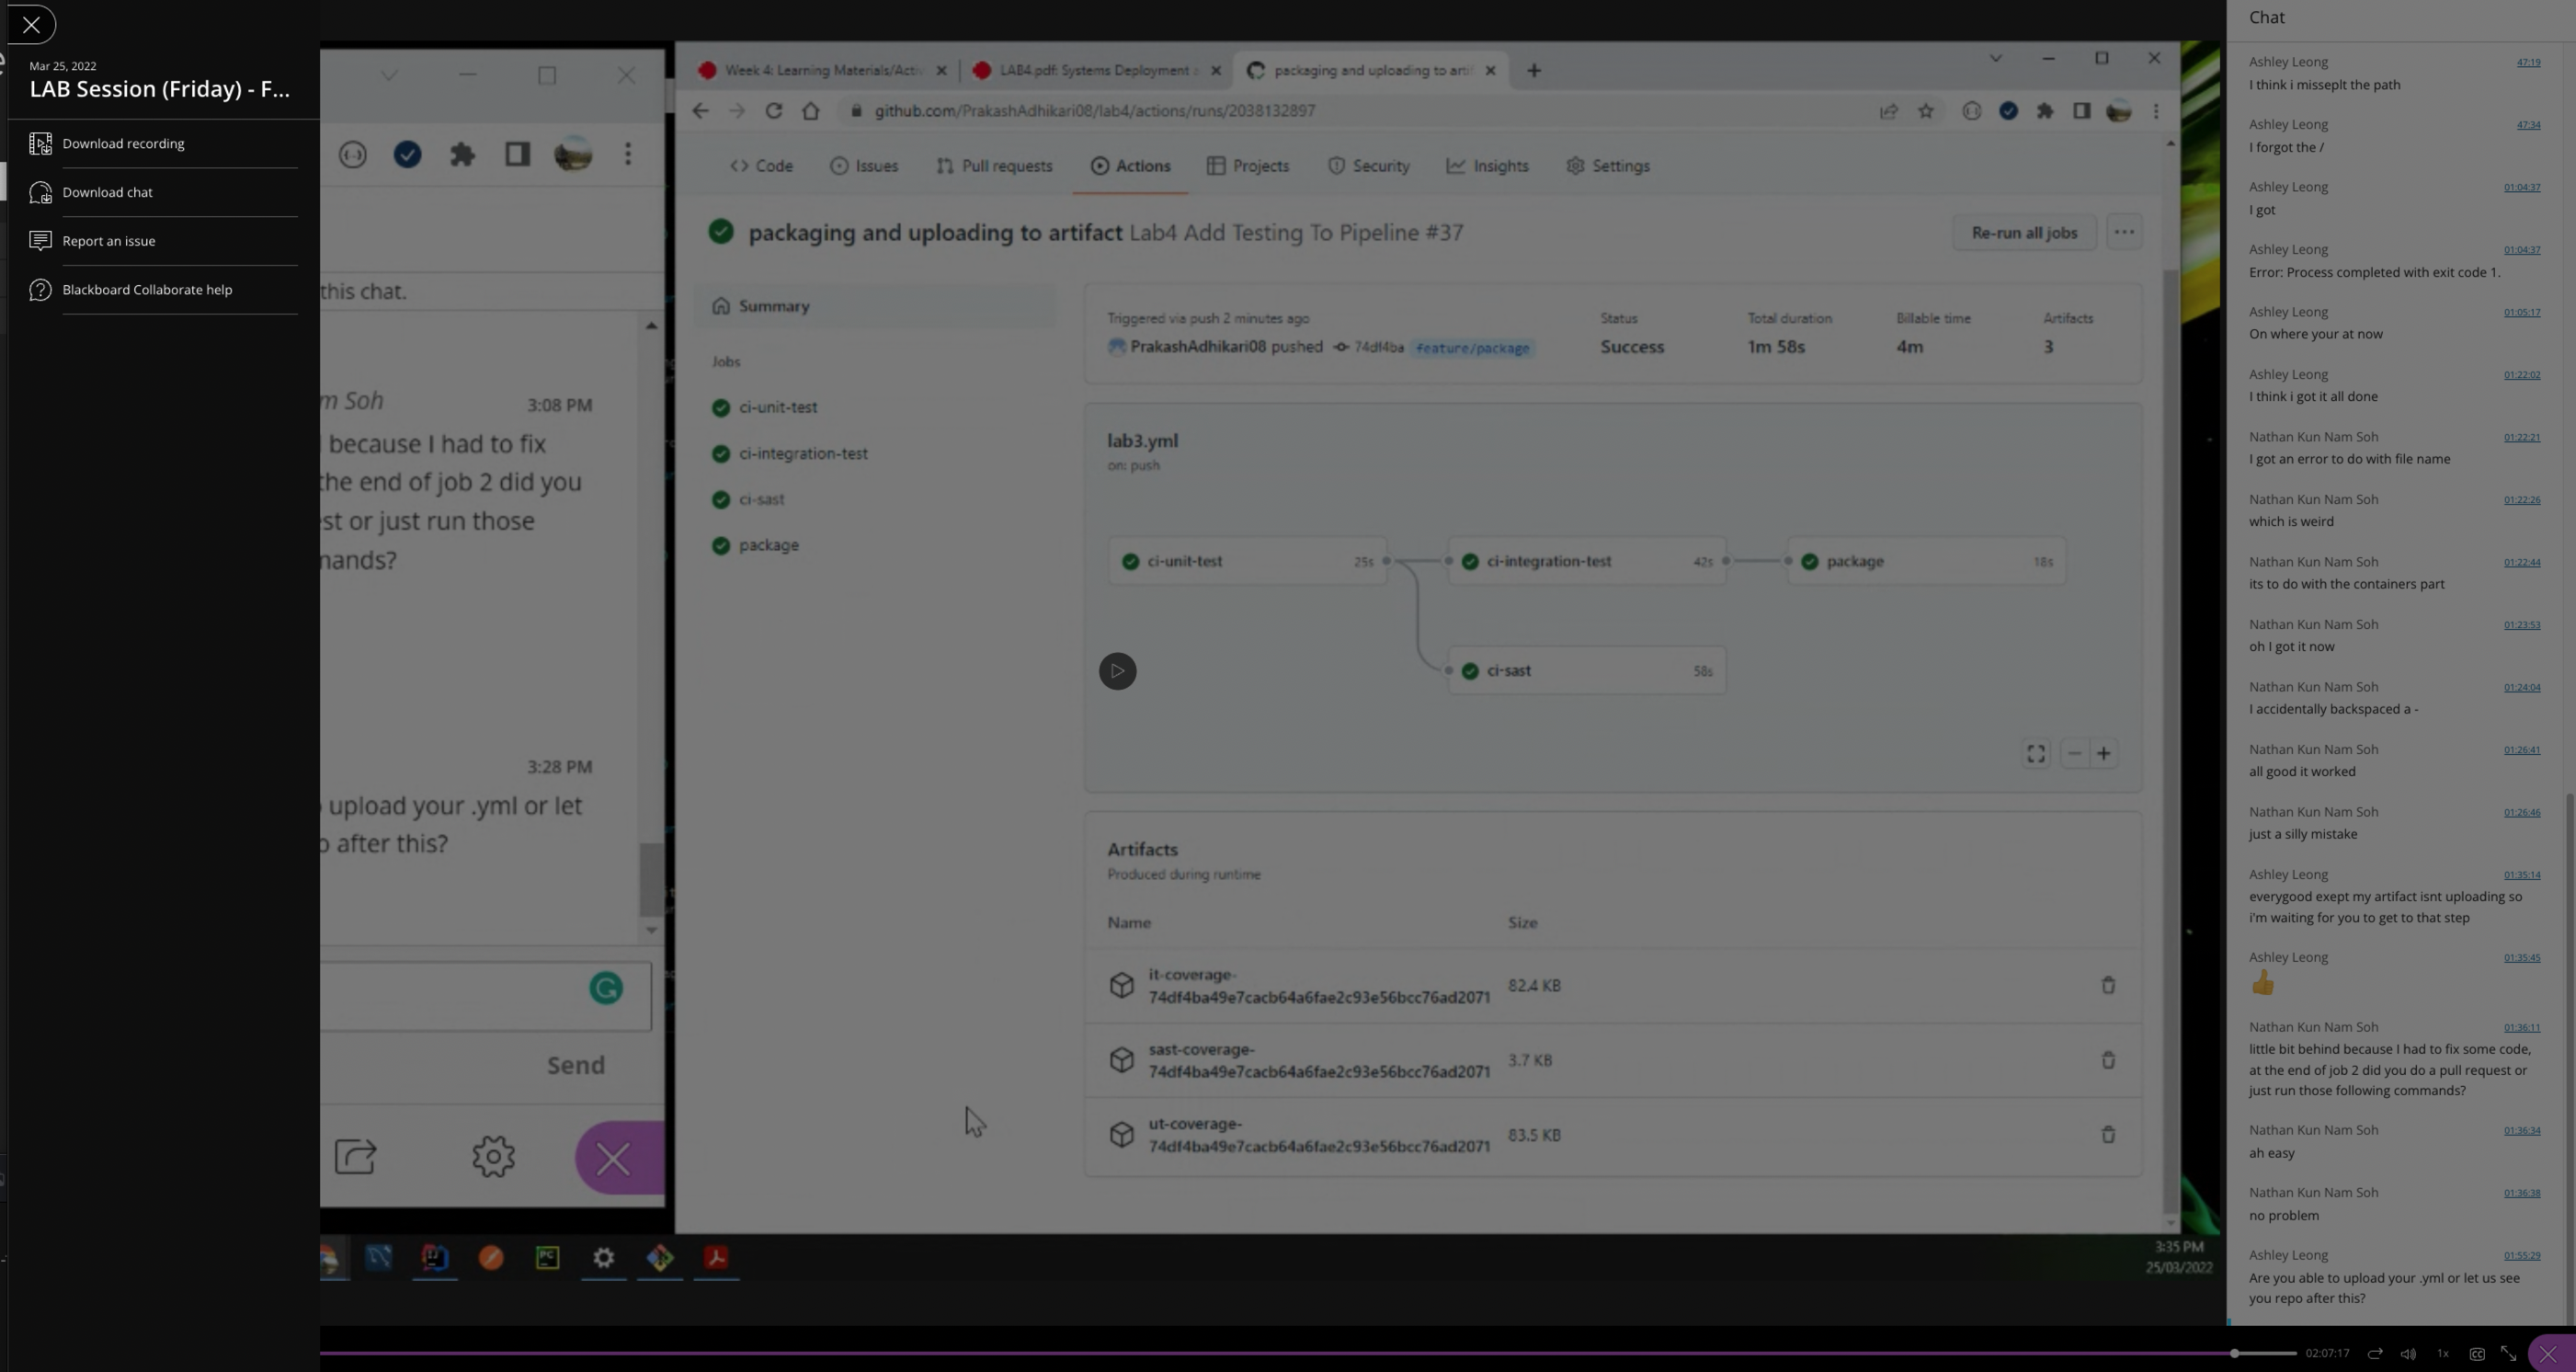 Mar 25, 2022
LAB Session (Friday) - F...
Download recording
Download chat
Report an issue
Blackboard Collaborate help
this chat.
m Soh
3:08 PM
because I had to fix
the end of job 2 did you
st or just run those
mands?
3:28 PM
upload your .yml or let
o after this?
Send
Week 4: Learning Materials/Activ
LAB4.pdf: Systems Deployment a
packaging and uploading to artif
github.com/PrakashAdhikari08/lab4/actions/runs/2038132897
Code
Issues
Pull requests
Actions
Projects
Security
Insights
Settings
packaging and uploading to artifact Lab4 Add Testing To Pipeline #37
Re-run all jobs
Summary
Jobs
ci-unit-test
ci-integration-test
ci-sast
package
Triggered via push 2 minutes ago
PrakashAdhikari08 pushed 74df4ba feature/package
Status
Success
Total duration
1m 58s
Billable time
4m
Artifacts
3
lab3.yml
on: push
ci-unit-test 25s
ci-integration-test 42s
package 18s
ci-sast 58s
Artifacts
Produced during runtime
Name Size
it-coverage-
74df4ba49e7cacb64a6fae2c93e56bcc76ad2071 82.4 KB
sast-coverage-
74df4ba49e7cacb64a6fae2c93e56bcc76ad2071 3.7 KB
ut-coverage-
74df4ba49e7cacb64a6fae2c93e56bcc76ad2071 83.5 KB
3:35 PM
25/03/2022
Chat
Ashley Leong 47:19
I think i misseplt the path
Ashley Leong 47:34
I forgot the /
Ashley Leong 01:04:37
I got
Ashley Leong 01:04:37
Error: Process completed with exit code 1.
Ashley Leong 01:05:17
On where your at now
Ashley Leong 01:22:02
I think i got it all done
Nathan Kun Nam Soh 01:22:21
I got an error to do with file name
Nathan Kun Nam Soh 01:22:26
which is weird
Nathan Kun Nam Soh 01:22:44
its to do with the containers part
Nathan Kun Nam Soh 01:23:53
oh I got it now
Nathan Kun Nam Soh 01:24:04
I accidentally backspaced a -
Nathan Kun Nam Soh 01:26:41
all good it worked
Nathan Kun Nam Soh 01:26:46
just a silly mistake
Ashley Leong 01:35:14
everygood exept my artifact isnt uploading so
i'm waiting for you to get to that step
Ashley Leong 01:35:45
👍
Nathan Kun Nam Soh 01:36:11
little bit behind because I had to fix some code,
at the end of job 2 did you do a pull request or
just run those following commands?
Nathan Kun Nam Soh 01:36:34
ah easy
Nathan Kun Nam Soh 01:36:38
no problem
Ashley Leong 01:55:29
Are you able to upload your .yml or let us see
you repo after this?
02:07:17
1x